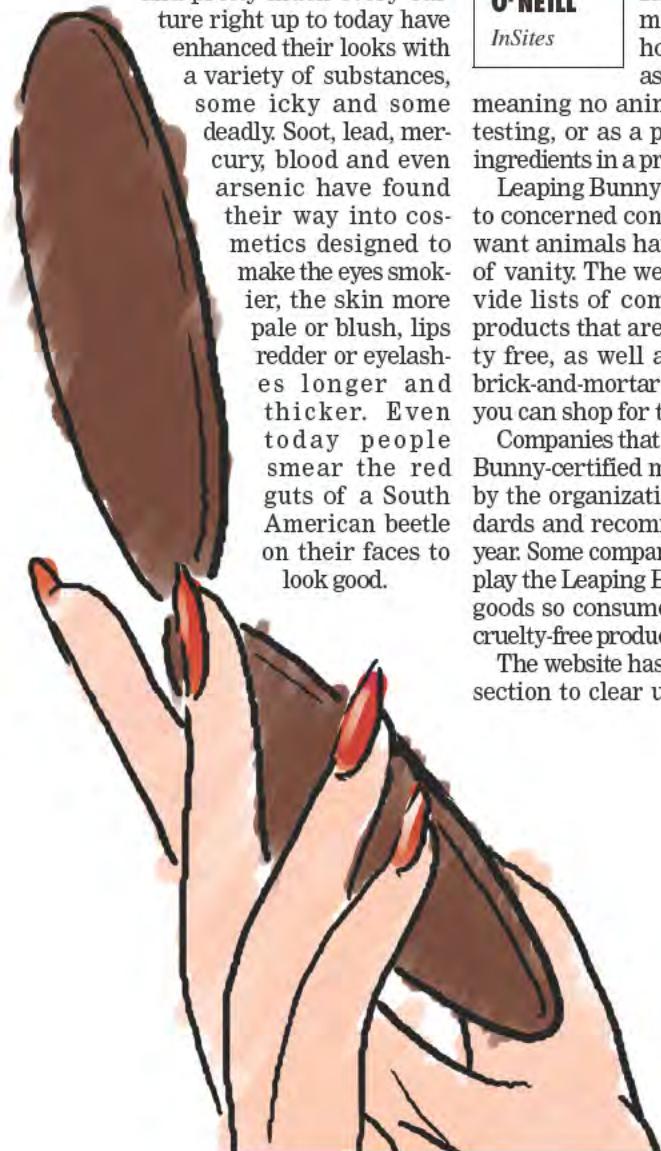 ture right up to today have
enhanced their looks with
a variety of substances,
some icky and some
deadly. Soot, lead, mer-
cury, blood and even
arsenic have found
their way into cos-
metics designed to
make the eyes smok-
ier, the skin more
pale or blush, lips
redder or eyelash-
es longer and
thicker. Even
today people
smear the red
guts of a South
American beetle
on their faces to
look good.
O'NEILL
InSites
m
ho
as
meaning no anim
testing, or as a p
ingredients in a pr
Leaping Bunny
to concerned con
want animals ha
of vanity. The we
vide lists of com
products that are
ty free, as well a
brick-and-mortar
you can shop for t
Companies that
Bunny-certified m
by the organizati
dards and recom
year. Some compan
play the Leaping B
goods so consume
cruelty-free produc
The website has
section to clear u